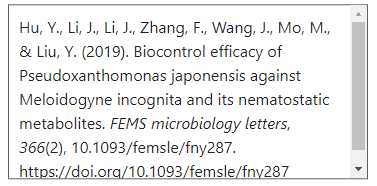 Hu, Y., Li, J., Li, J., Zhang, F., Wang, J., Mo, M.,
& Liu, Y. (2019). Biocontrol efficacy of
Pseudoxanthomonas japonensis against
Meloidogyne incognita and its nematostatic
metabolites. FEMS microbiology letters,
366(2), 10.1093/femsle/fny287.
https://doi.org/10.1093/femsle/fny287